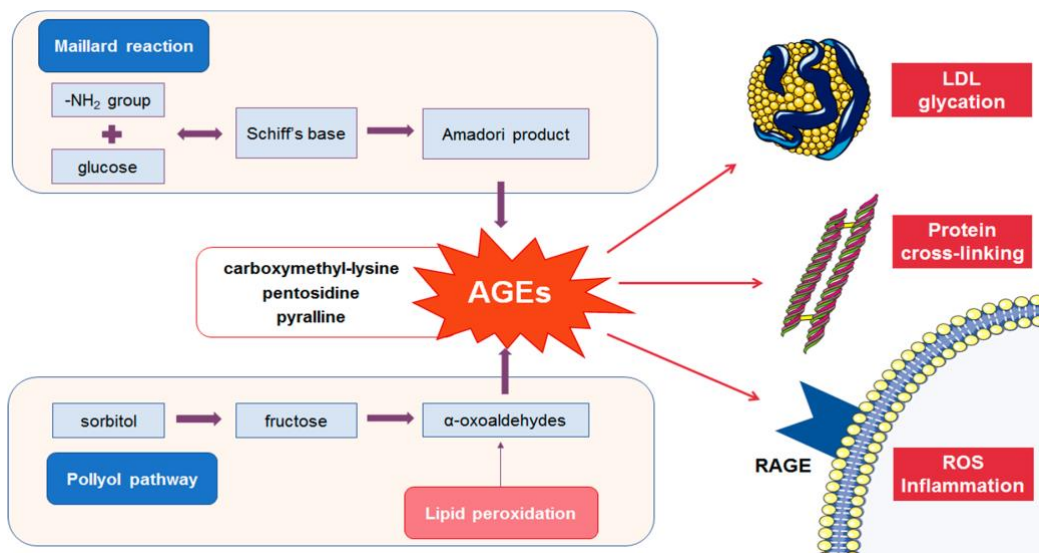 Maillard reaction
-NH₂ group
glucose
Schiff's base
Amadori product
carboxymethyl-lysine
pentosidine
pyralline
AGEs
sorbitol
fructose
α-oxoaldehydes
Pollyol pathway
Lipid peroxidation
LDL
glycation
Protein
cross-linking
RAGE
ROS
Inflammation